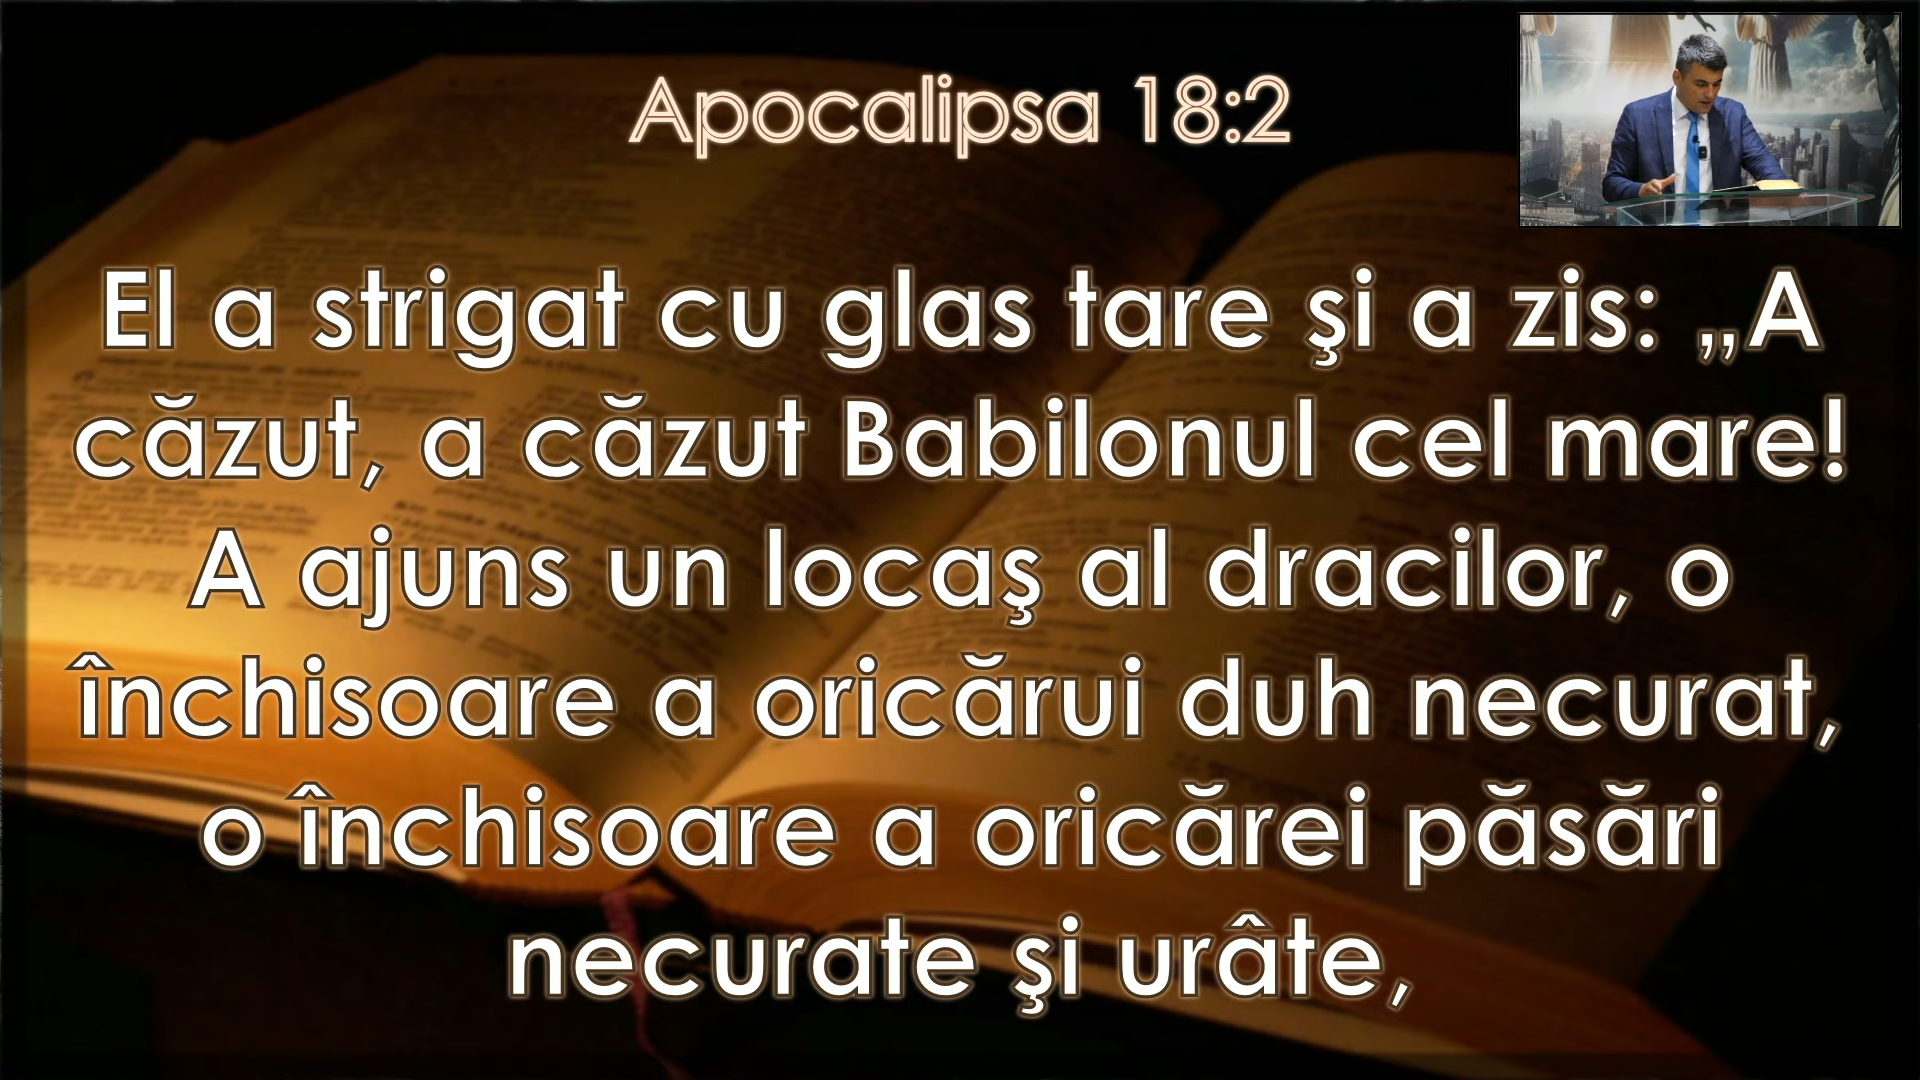 Apocalipsa 18:2
El a strigat cu glas tare şi a zis: „A
căzut, a căzut Babilonul cel mare!
A ajuns un locaş al dracilor, o
închisoare a oricărui duh necurat,
o închisoare a oricărei păsări
necurate şi urâte,